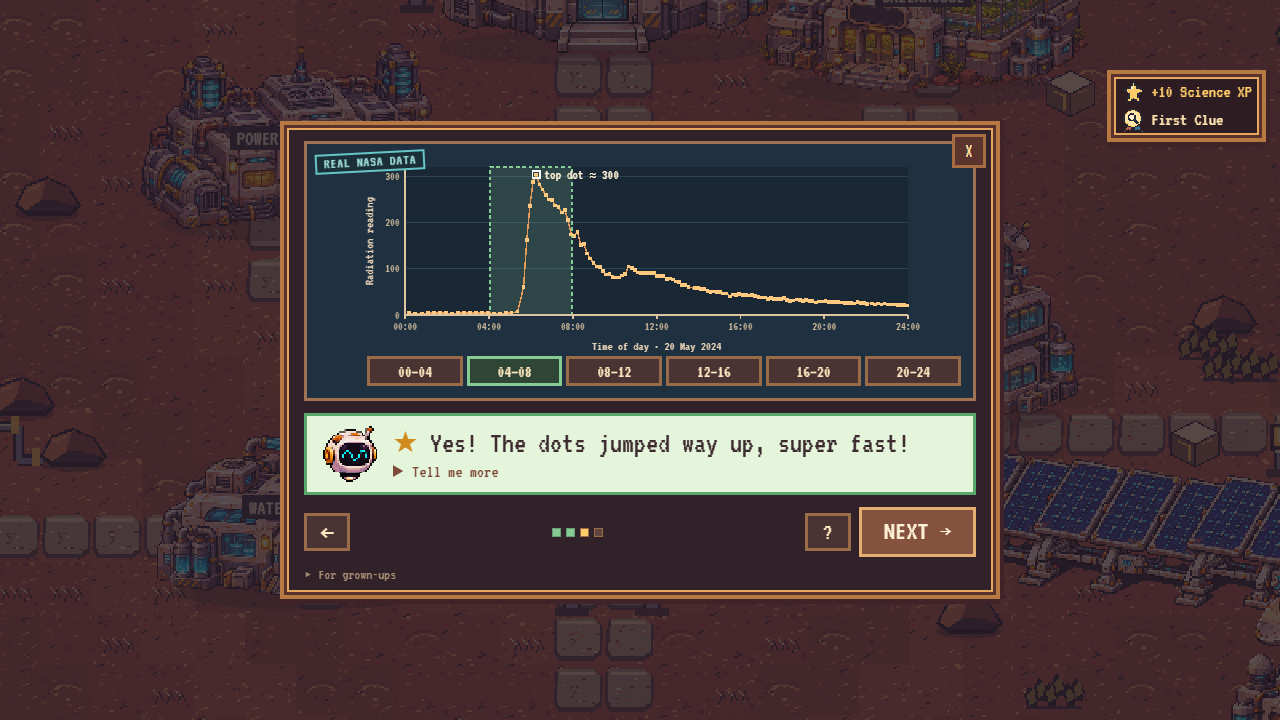 +10 Science XP
First Clue
POWER
WATE
X
REAL NASA DATA
top dot ≈ 300
Radiation reading
300
200
100
0
00:00 04:00 08:00 12:00 16:00 20:00 24:00
Time of day · 20 May 2024
00–04 04–08 08–12 12–16 16–20 20–24
★ Yes! The dots jumped way up, super fast!
▶ Tell me more
← ? NEXT →
▶ For grown-ups